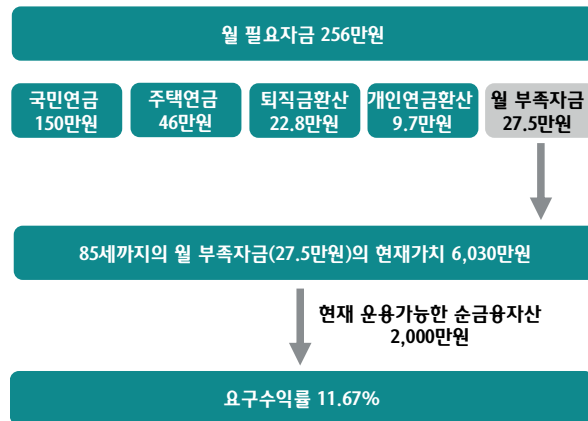 월 필요자금 256만원
국민연금
150만원
주택연금
46만원
퇴직금환산
22.8만원
개인연금환산
9.7만원
월 부족자금
27.5만원
85세까지의 월 부족자금(27.5만원)의 현재가치 6,030만원
현재 운용가능한 순금융자산
2,000만원
요구수익률 11.67%